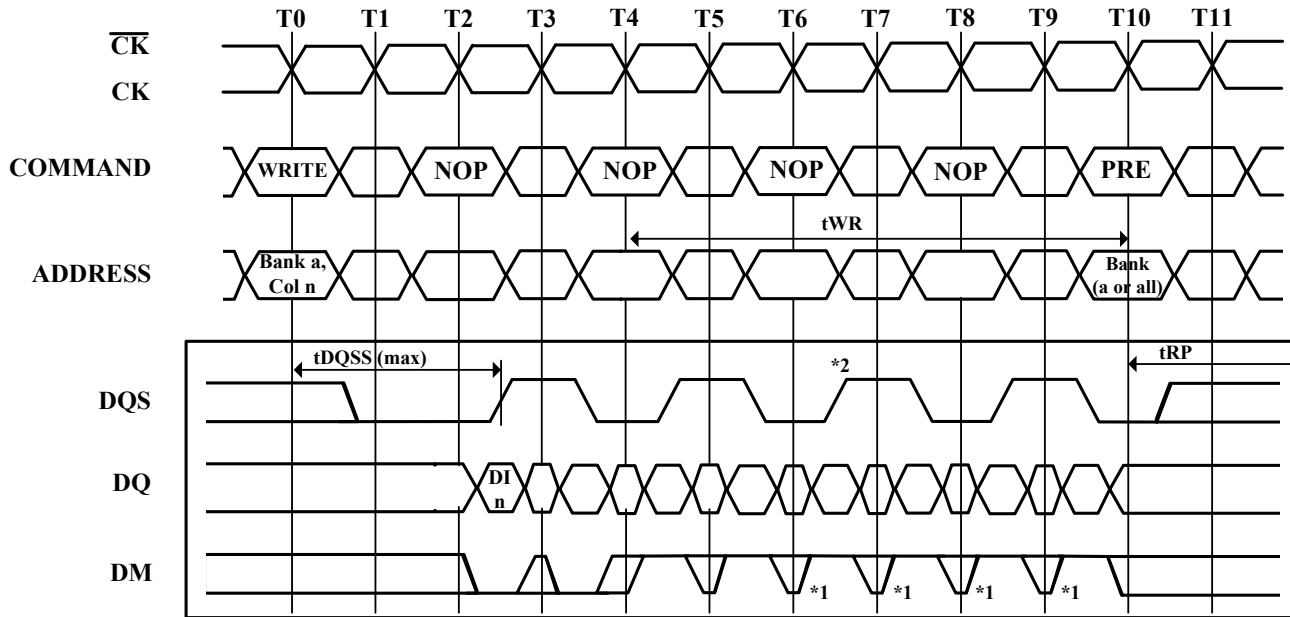 T0 T1 T2 T3 T4 T5 T6 T7 T8 T9 T10 T11
CK
CK
COMMAND
WRITE NOP NOP NOP NOP PRE
tWR
ADDRESS
Bank a,
Col n
Bank
(a or all)
tDQSS (max)
*2
tRP
DQS
DQ
DI
n
DM
*1 *1 *1 *1